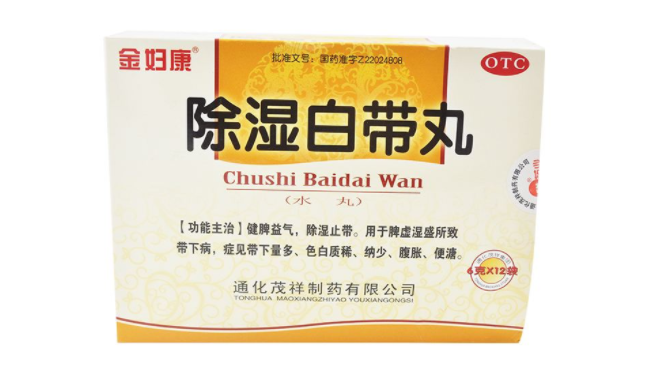 金妇康®
批准文号：国药准字Z22024808
OTC
除湿白带丸
Chushi Baidai Wan
（水丸）
【功能主治】健脾益气，除湿止带。用于脾虚湿盛所致
带下病，症见带下量多、色白质稀、纳少、腹胀、便溏。
6克X12袋
通化茂祥制药有限公司
TONGHUA MAOXIANGZHIYAO YOUXIANGONGSI